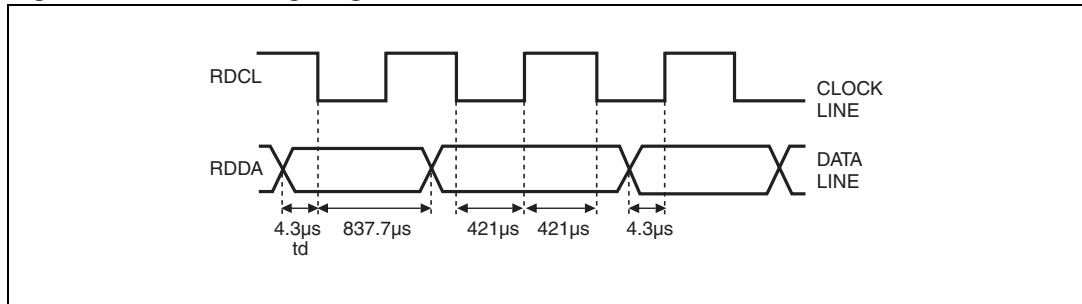 RDCL
CLOCK
LINE
RDDA
DATA
LINE
4.3μs
td
837.7μs
421μs
421μs
4.3μs